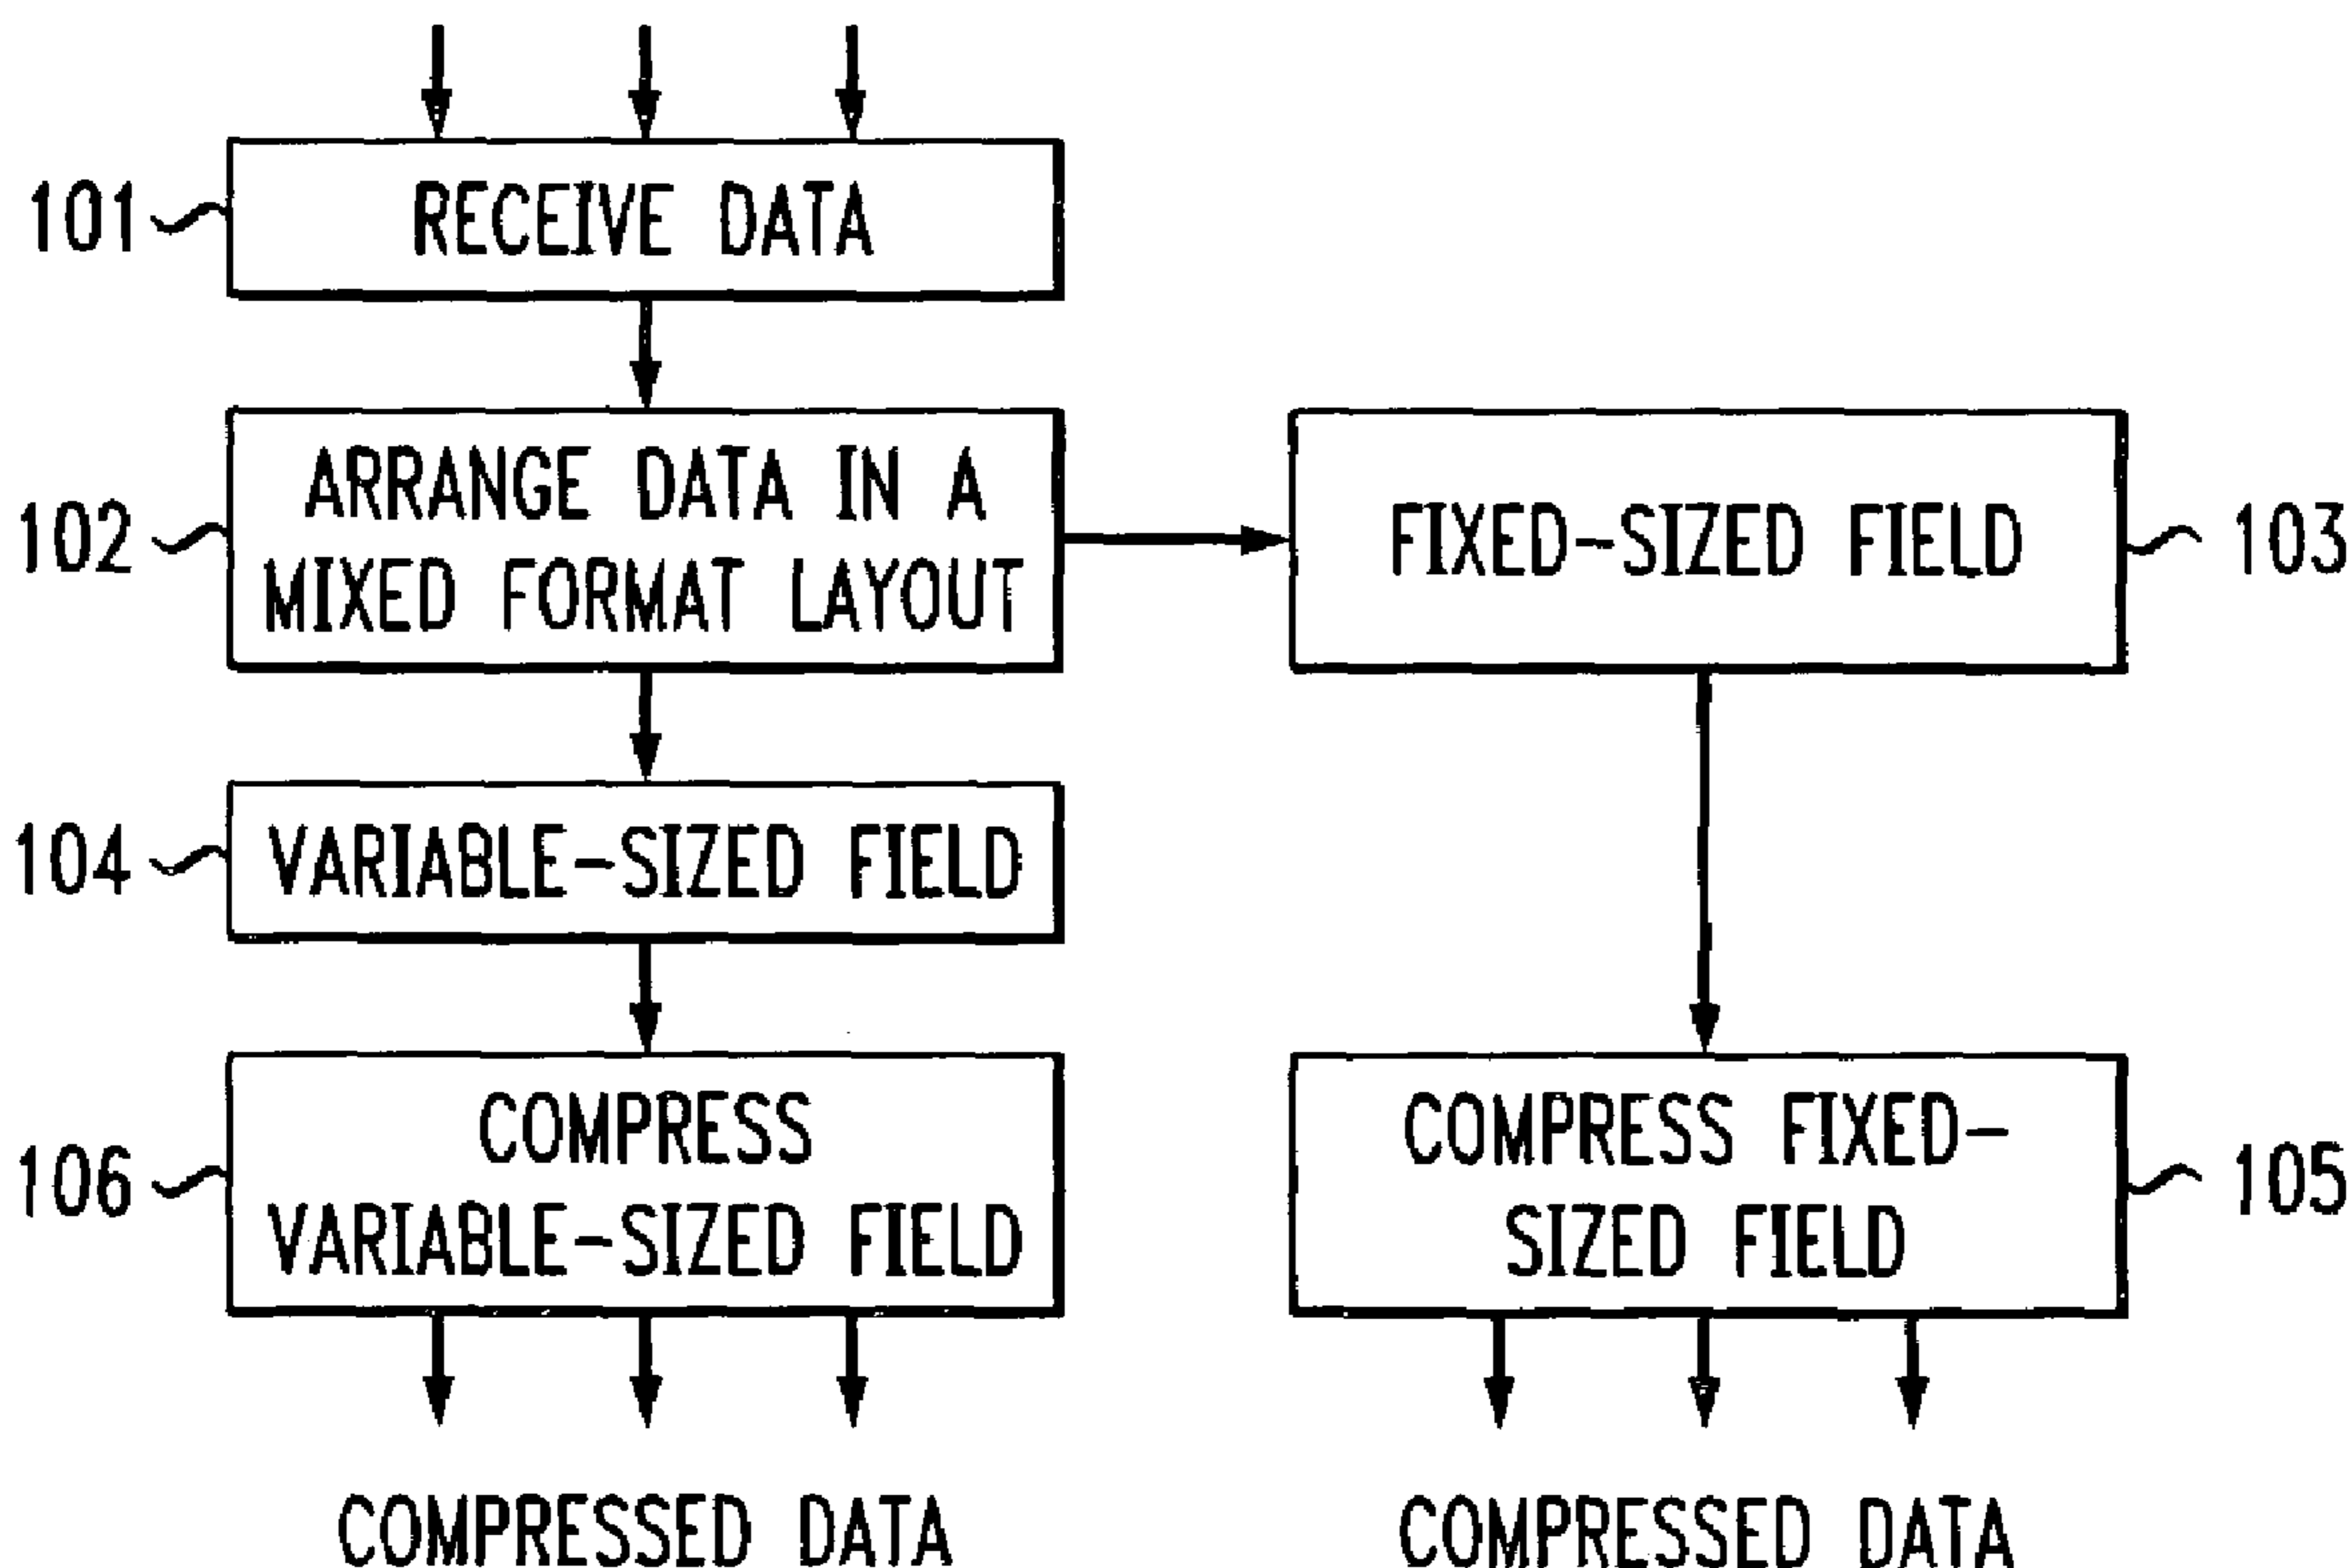 101
RECEIVE DATA
102
ARRANGE DATA IN A
MIXED FORMAT LAYOUT
FIXED-SIZED FIELD
103
104
VARIABLE-SIZED FIELD
106
COMPRESS
VARIABLE-SIZED FIELD
COMPRESS FIXED-
SIZED FIELD
105
COMPRESSED DATA
COMPRESSED DATA